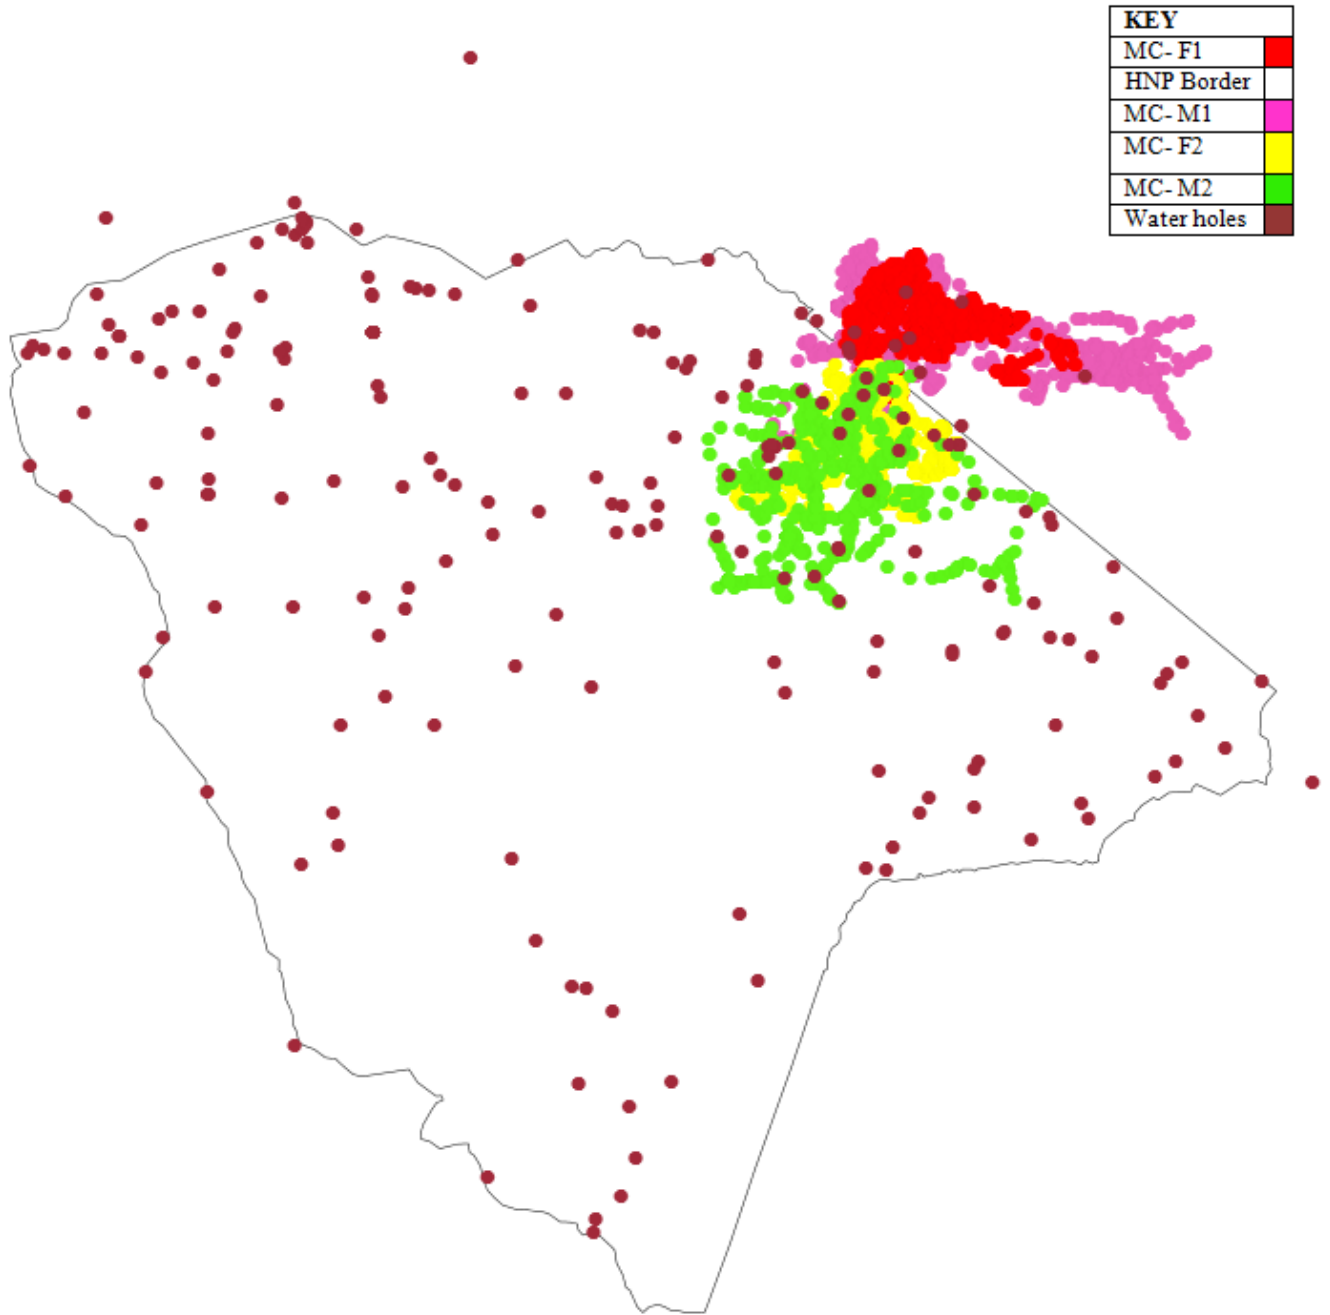 KEY
MC- F1
HNP Border
MC- M1
MC- F2
MC- M2
Water holes